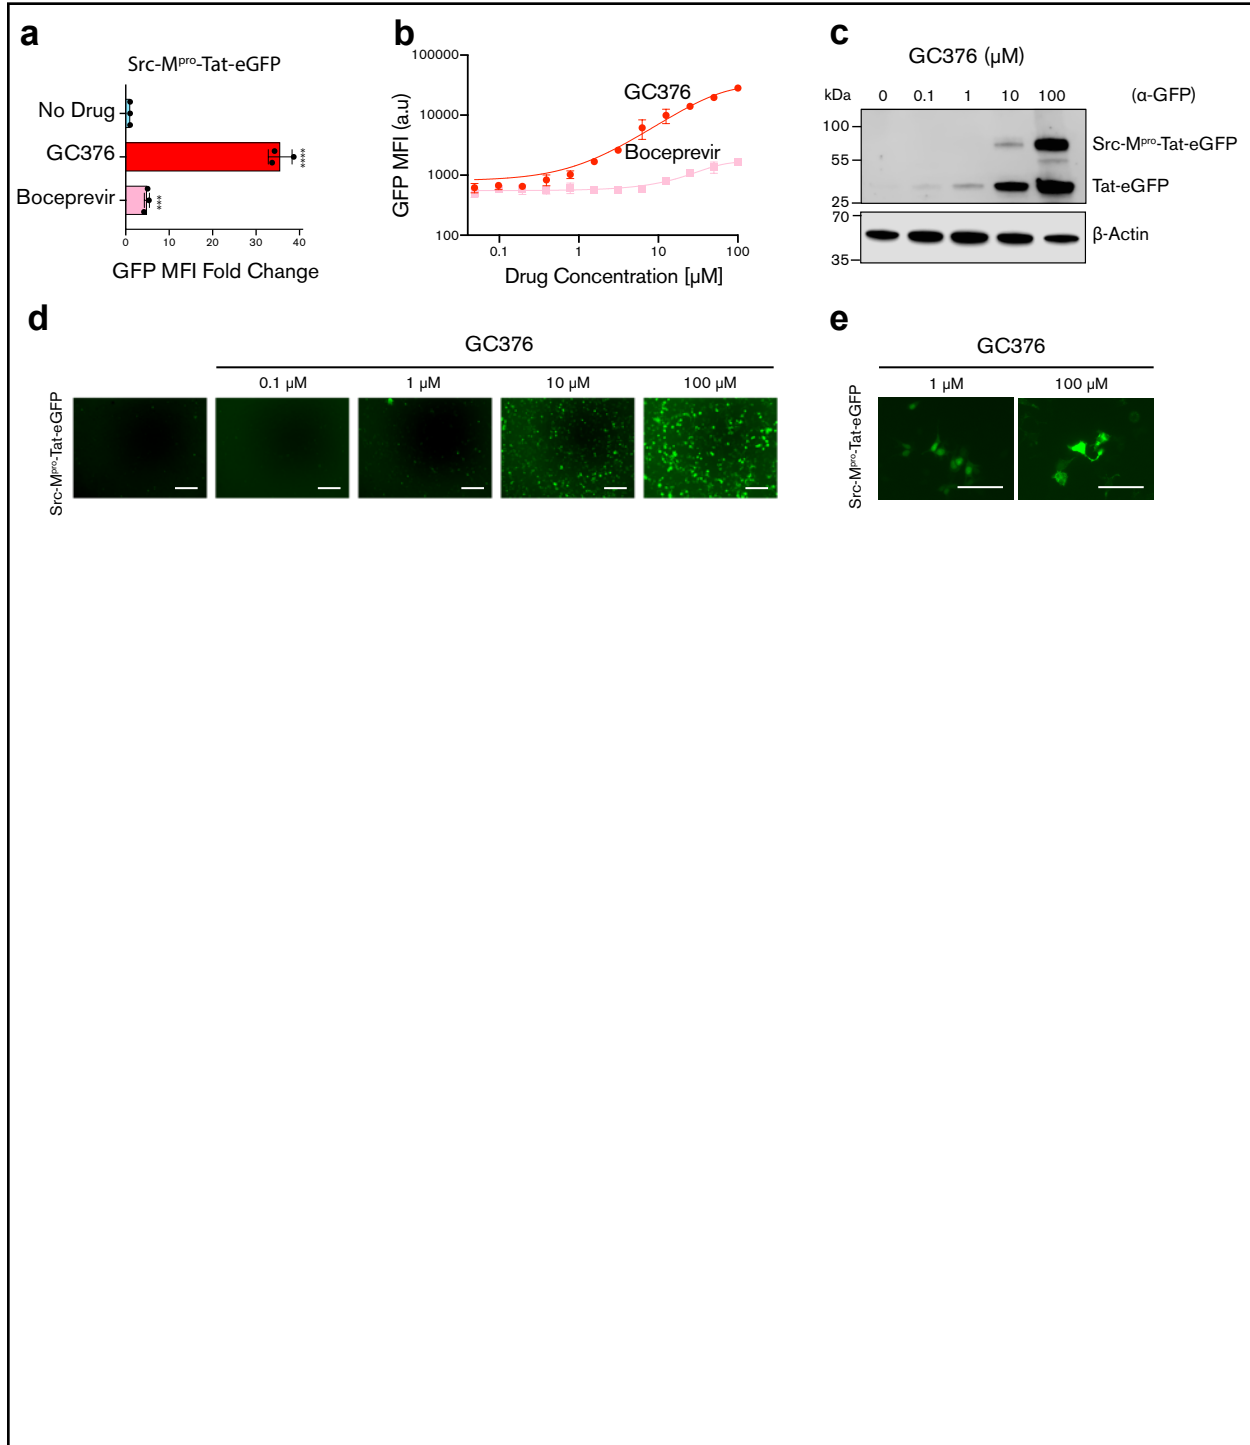 a
Src-Mᵖʳᵒ-Tat-eGFP
No Drug
GC376
****
Boceprevir
***
0 10 20 30 40
GFP MFI Fold Change
b
100000
10000
1000
100
GFP MFI (a.u)
GC376
Boceprevir
0.1 1 10 100
Drug Concentration [µM]
c
GC376 (µM)
kDa 0 0.1 1 10 100 (α-GFP)
100
Src-Mᵖʳᵒ-Tat-eGFP
55
Tat-eGFP
25
70
β-Actin
35
d
GC376
0.1 µM 1 µM 10 µM 100 µM
Src-Mᵖʳᵒ-Tat-eGFP
e
GC376
1 µM 100 µM
Src-Mᵖʳᵒ-Tat-eGFP